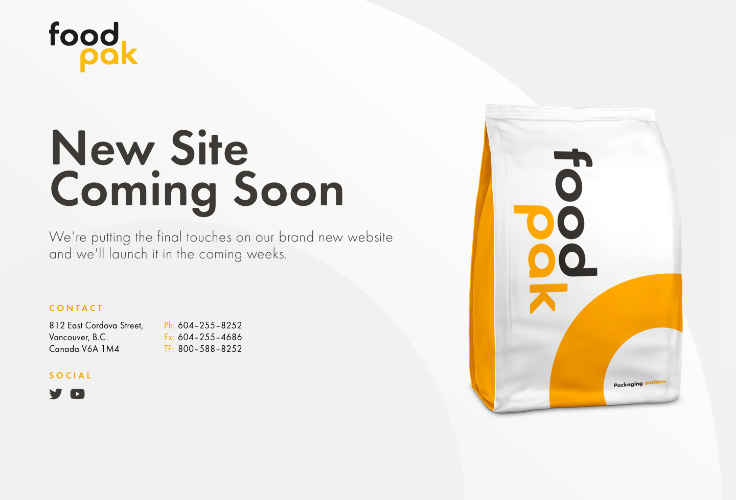 food
pak
New Site
Coming Soon
We're putting the final touches on our brand new website
and we'll launch it in the coming weeks.
CONTACT
812 East Cordova Street,
Vancouver, B.C.
Canada V6A 1M4
Ph: 604-255-8252
Fx: 604-255-4686
TF: 800-588-8252
SOCIAL
food
pak
Packaging matters.